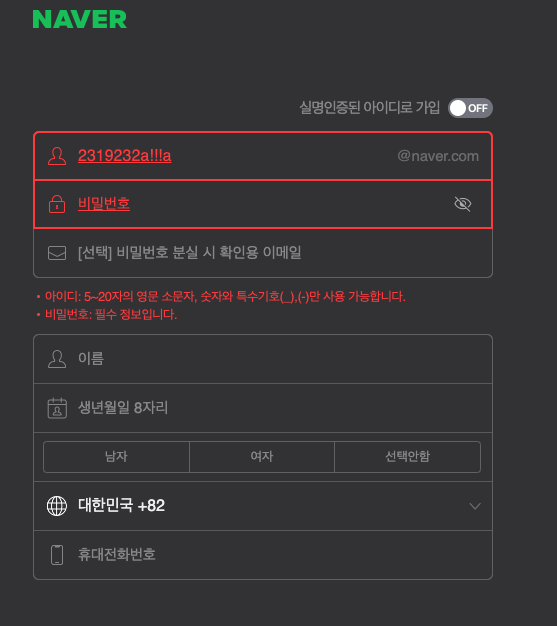 NAVER
실명인증된 아이디로 가입 OFF
2319232a!!!a @naver.com
비밀번호
[선택] 비밀번호 분실 시 확인용 이메일
• 아이디: 5~20자의 영문 소문자, 숫자와 특수기호(_),(-)만 사용 가능합니다.
• 비밀번호: 필수 정보입니다.
이름
생년월일 8자리
남자 여자 선택안함
대한민국 +82
휴대전화번호